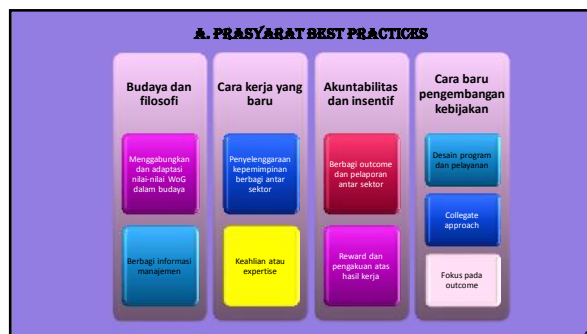 A. PRASYARAT BEST PRACTICES
Budaya dan
filosofi
Menggabungkan
dan adaptasi
nilai-nilai WoG
dalam budaya
Berbagi informasi
manajemen
Cara kerja yang
baru
Penyelenggaraan
kepemimpinan
berbagi antar
sektor
Keahlian atau
expertise
Akuntabilitas
dan insentif
Berbagi outcome
dan pelaporan
antar sektor
Reward dan
pengakuan atas
hasil kerja
Cara baru
pengembangan
kebijakan
Desain program
dan pelayanan
Collegate
approach
Fokus pada
outcome